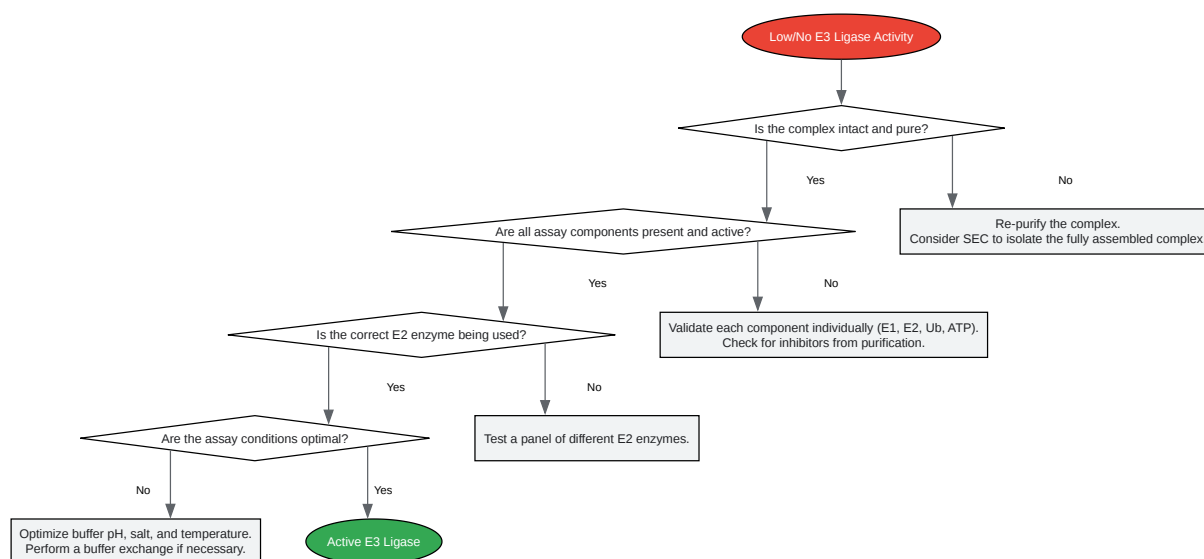 Low/No E3 Ligase Activity
Is the complex intact and pure?
Yes
No
Re-purify the complex.
Consider SEC to isolate the fully assembled complex.
Are all assay components present and active?
Yes
No
Validate each component individually (E1, E2, Ub, ATP).
Check for inhibitors from purification.
Is the correct E2 enzyme being used?
Yes
No
Test a panel of different E2 enzymes.
Are the assay conditions optimal?
No
Yes
Optimize buffer pH, salt, and temperature.
Perform a buffer exchange if necessary.
Active E3 Ligase